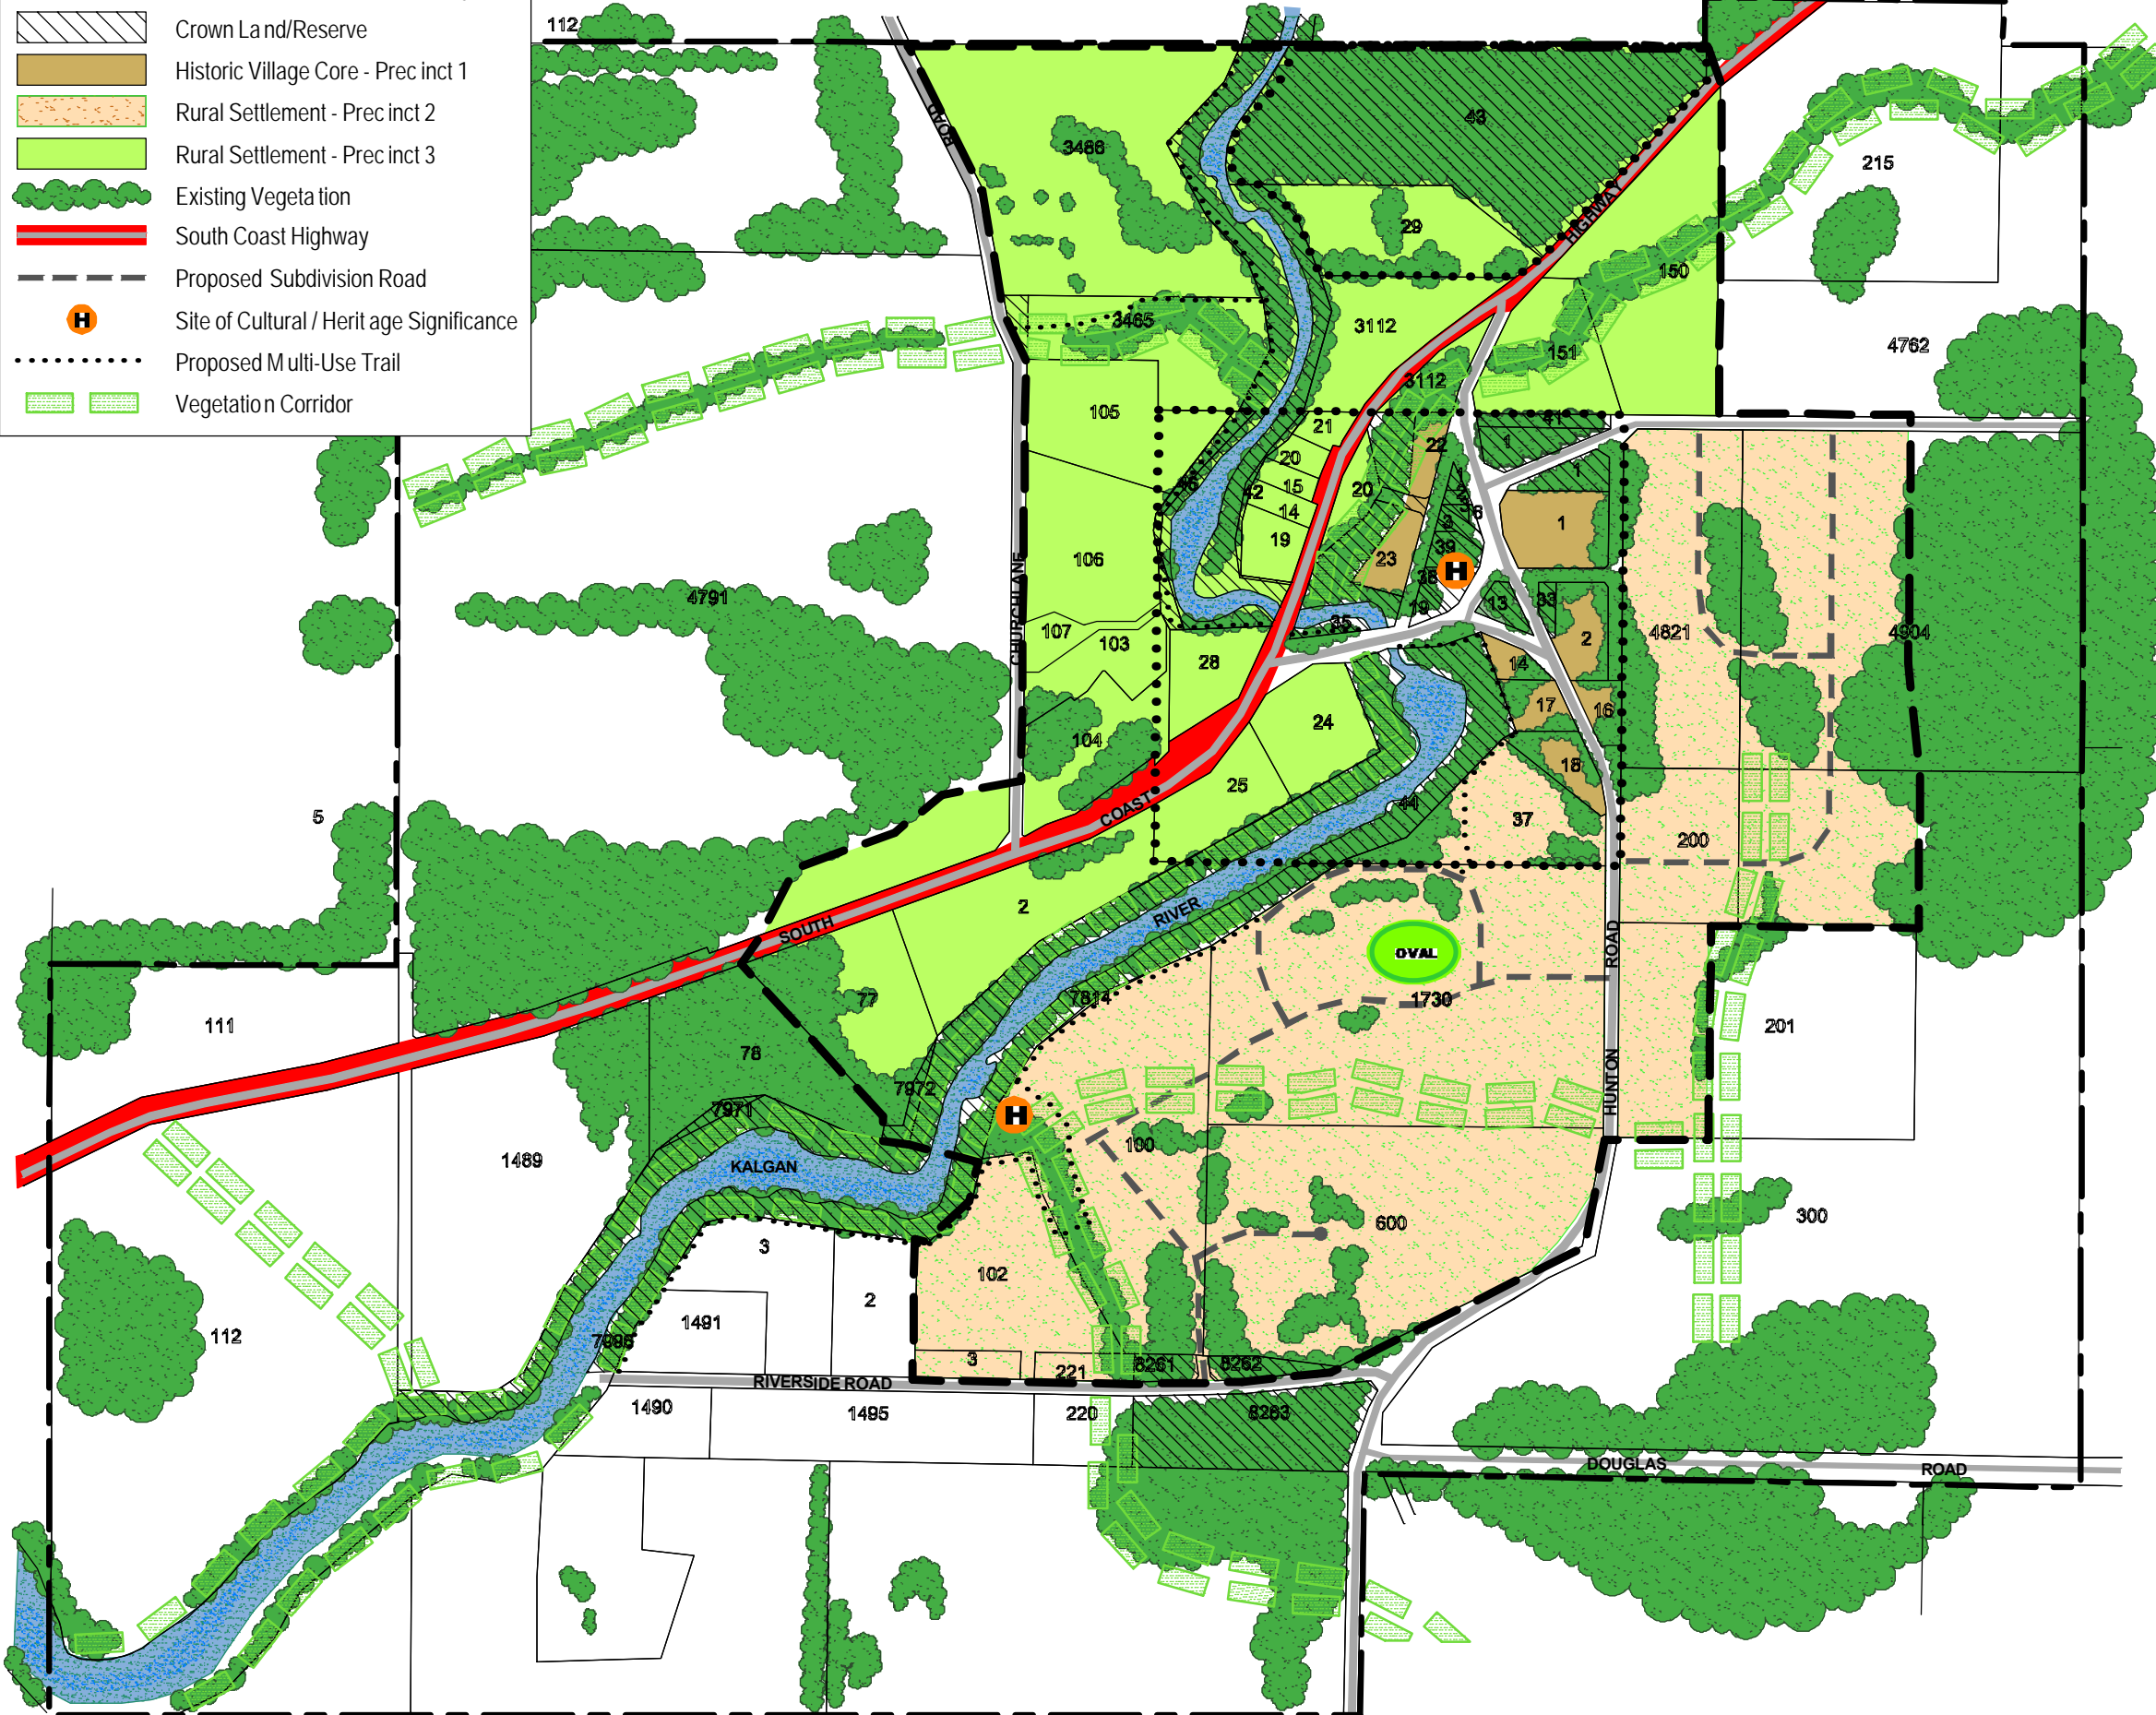 Crown Land/Reserve
Historic Village Core - Precinct 1
Rural Settlement - Precinct 2
Rural Settlement - Precinct 3
Existing Vegetation
South Coast Highway
Proposed Subdivision Road
H
Site of Cultural / Heritage Significance
Proposed Multi-Use Trail
Vegetation Corridor
112
ROAD
43
3486
215
29
HIGHWAY
150
3465
3112
4762
151
3112
105
21
41
1
22
20
1
15
42
20
14
1
19
106
23
39
H
38
CHURCH LANE
4791
19
13
33
107
103
35
2
4821
4904
28
14
17
16
24
104
18
25
44
COAST
37
5
200
2
RIVER
SOUTH
OVAL
ROAD
77
7814
1730
111
201
78
HUNTON
7972
7971
H
100
1489
KALGAN
300
600
3
102
2
112
1491
7996
3
221
8261
8262
RIVERSIDE ROAD
1490
1495
220
8263
DOUGLAS
ROAD